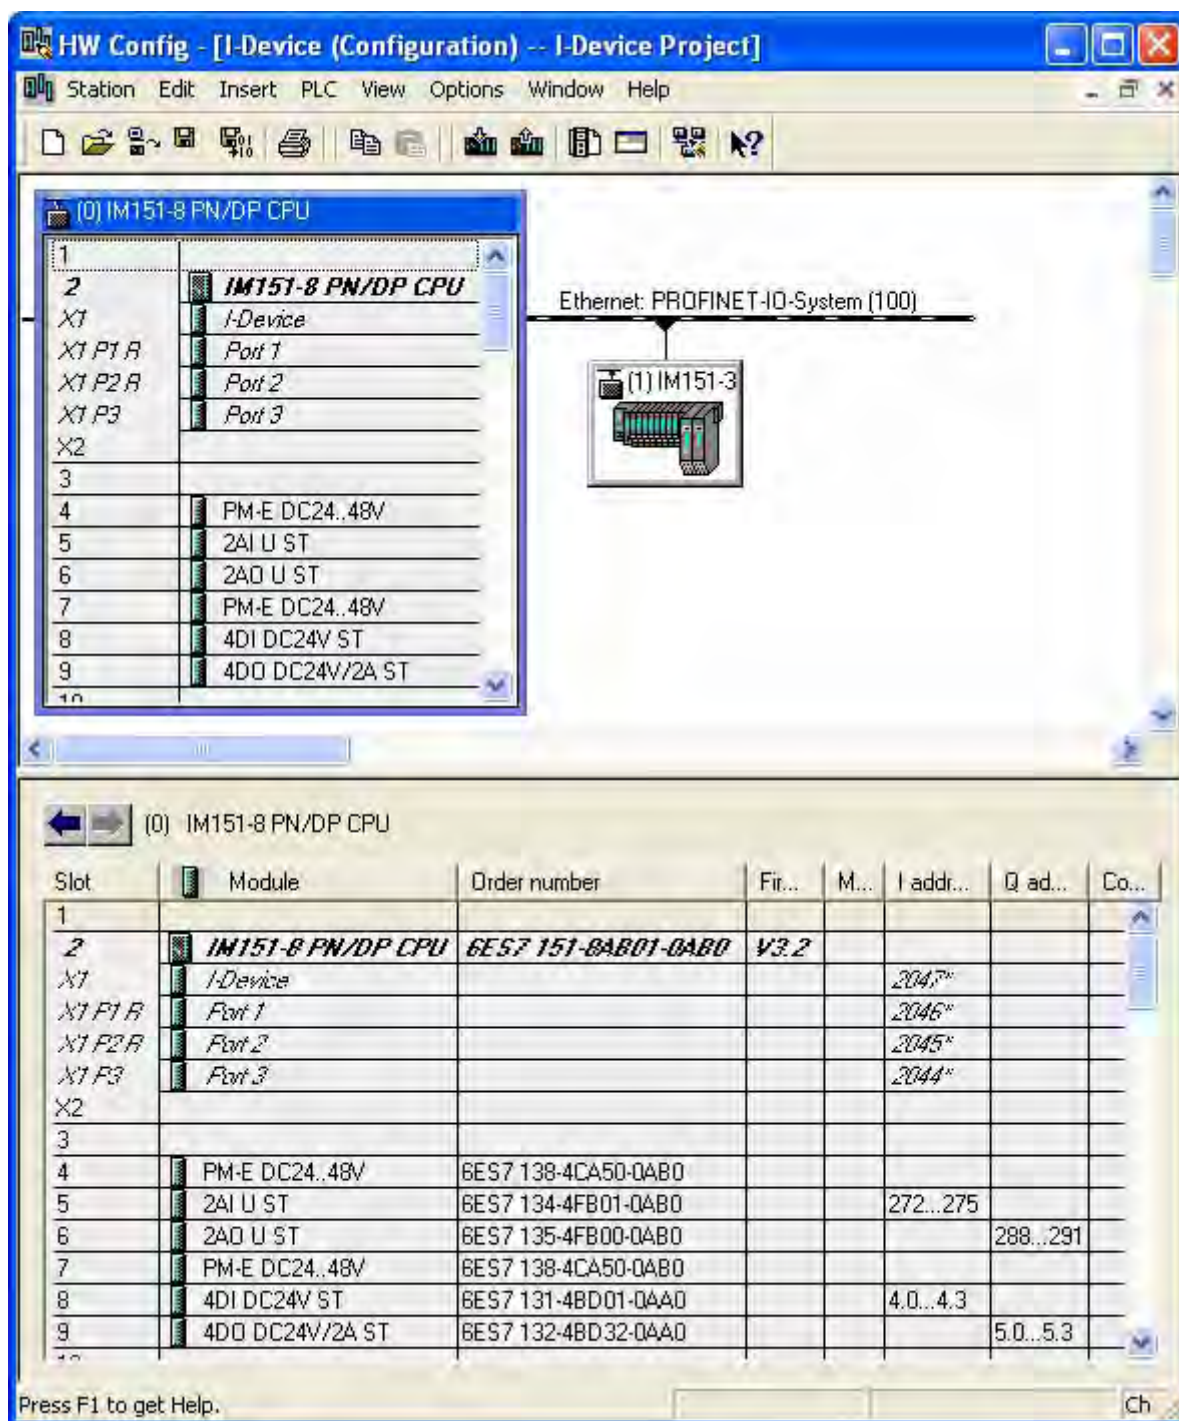 HW Config - [I-Device (Configuration) -- I-Device Project]
Station Edit Insert PLC View Options Window Help
(0) IM151-8 PN/DP CPU
1
2 IM151-8 PN/DP CPU
X1 I-Device
X1 P1 R Port 1
X1 P2 R Port 2
X1 P3 Port 3
X2
3
4 PM-E DC24..48V
5 2AI U ST
6 2AO U ST
7 PM-E DC24..48V
8 4DI DC24V ST
9 4DO DC24V/2A ST
10
Ethernet: PROFINET-IO-System (100)
(1) IM151-3
(0) IM151-8 PN/DP CPU
Slot Module Order number Fir... M... I addr... Q ad... Co...
1
2 IM151-8 PN/DP CPU 6ES7 151-8AB01-0AB0 V3.2
X1 I-Device 2047*
X1 P1 R Port 1 2046*
X1 P2 R Port 2 2045*
X1 P3 Port 3 2044*
X2
3
4 PM-E DC24..48V 6ES7 138-4CA50-0AB0
5 2AI U ST 6ES7 134-4FB01-0AB0 272...275
6 2AO U ST 6ES7 135-4FB00-0AB0 288...291
7 PM-E DC24..48V 6ES7 138-4CA50-0AB0
8 4DI DC24V ST 6ES7 131-4BD01-0AA0 4.0...4.3
9 4DO DC24V/2A ST 6ES7 132-4BD32-0AA0 5.0...5.3
Press F1 to get Help. Ch